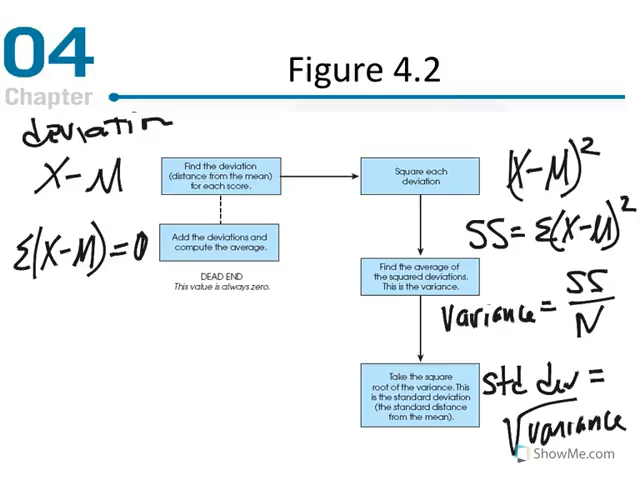 04
Chapter
Figure 4.2
deviation
X-M
Σ(X-M)=0
Find the deviation
(distance from the mean)
for each score.
Add the deviations and
compute the average.
DEAD END
This value is always zero.
Square each
deviation
(X-M)²
SS=Σ(X-M)²
Find the average of
the squared deviations.
This is the variance.
Variance = SS/N
Take the square
root of the variance. This
is the standard deviation
(the standard distance
from the mean).
std dev =
√variance
ShowMe.com